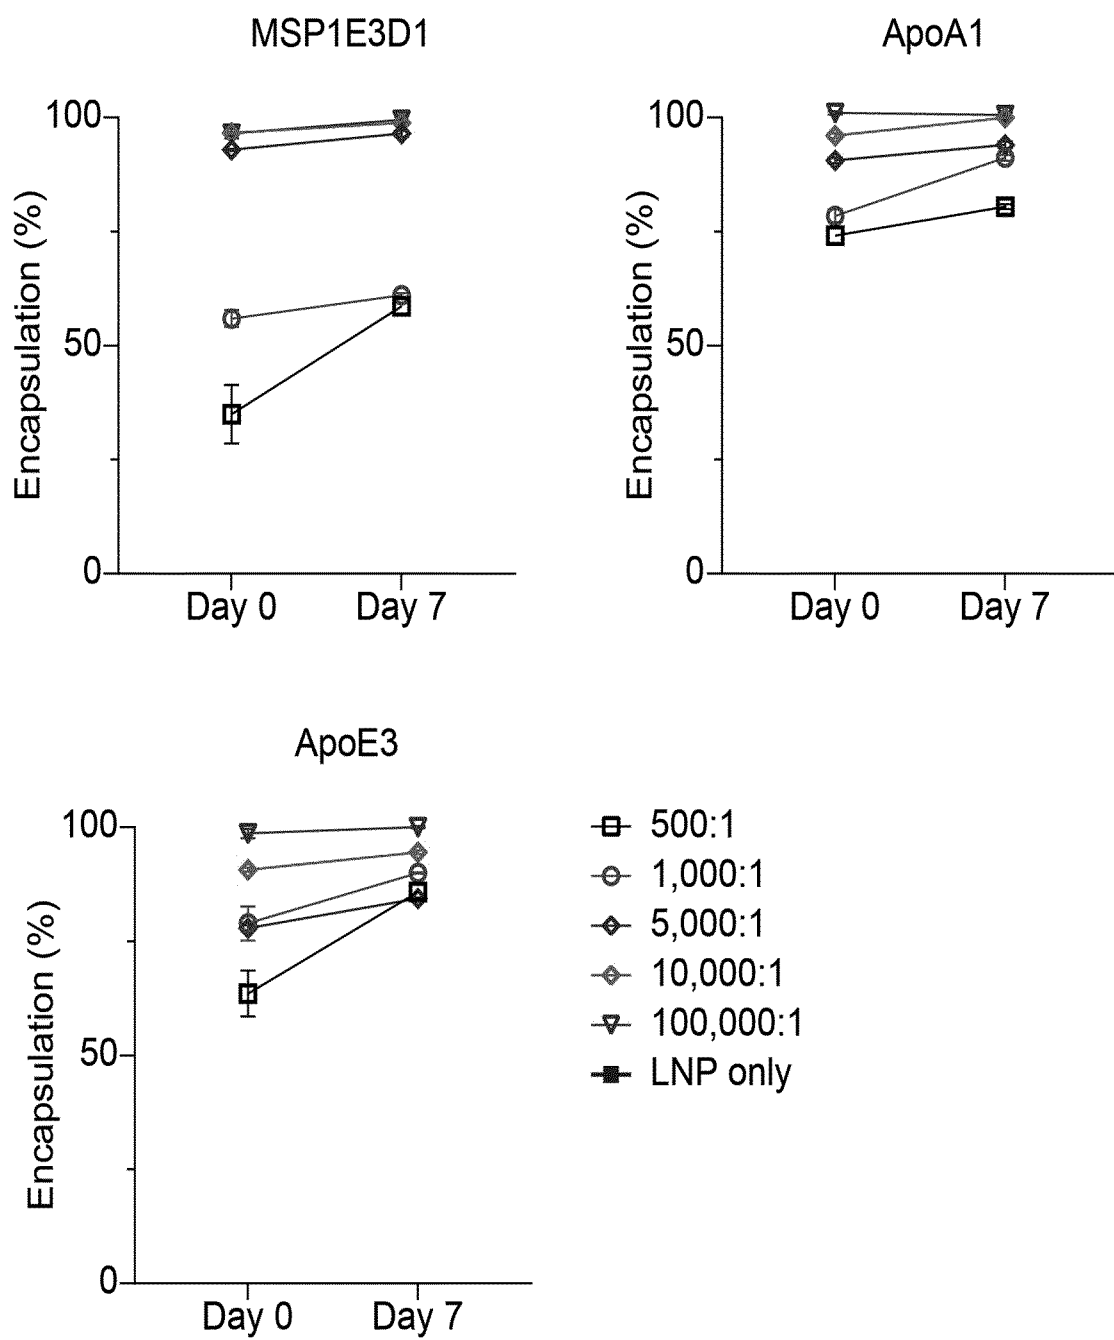 MSP1E3D1
Encapsulation (%)
100
50
0
Day 0
Day 7
ApoA1
Encapsulation (%)
100
50
0
Day 0
Day 7
ApoE3
Encapsulation (%)
100
50
0
Day 0
Day 7
500:1
1,000:1
5,000:1
10,000:1
100,000:1
LNP only